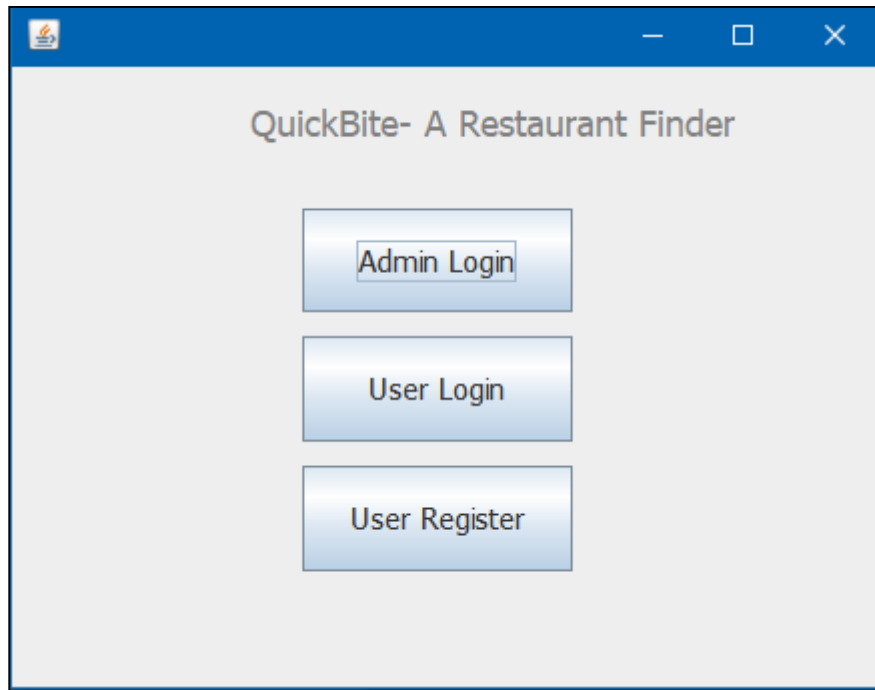 QuickBite- A Restaurant Finder
Admin Login
User Login
User Register